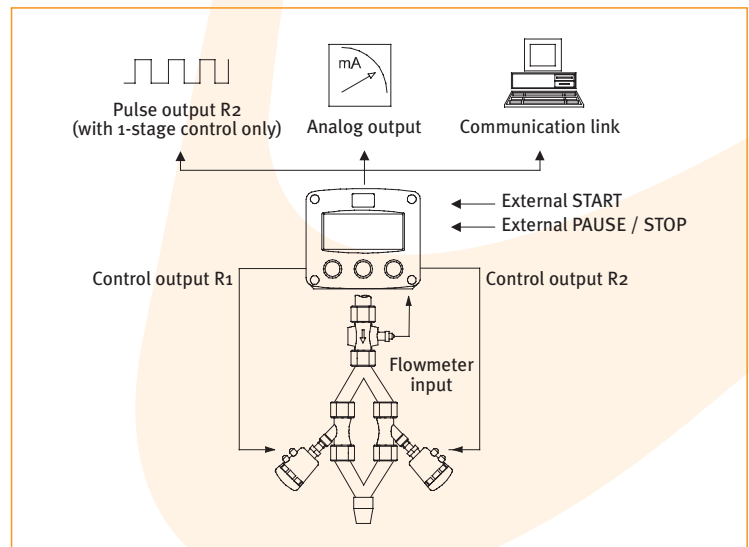 mA
Pulse output R2
(with 1-stage control only)
Analog output
Communication link
External START
External PAUSE / STOP
Control output R1
Control output R2
Flowmeter
input